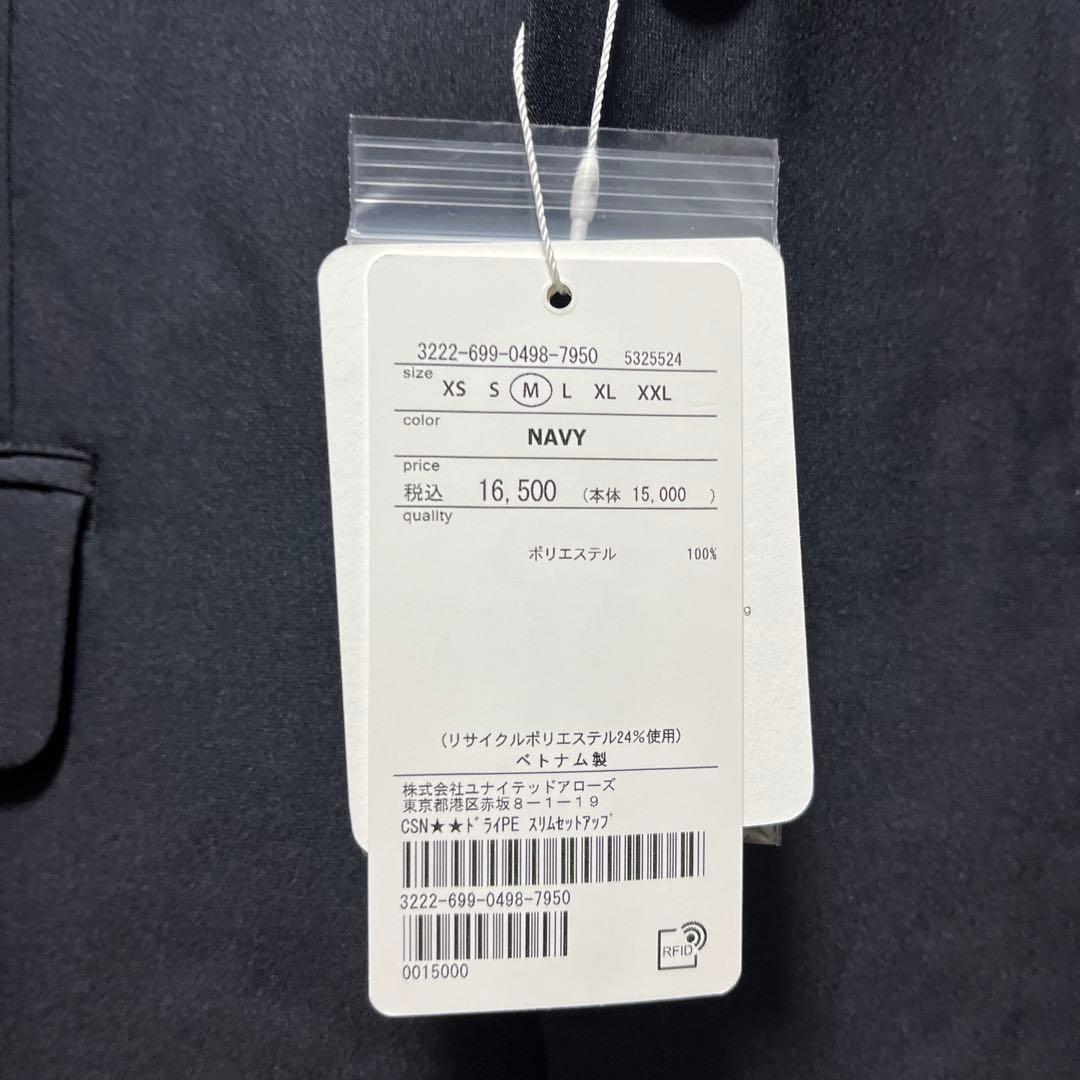 3222-699-0498-7950 5325524
size
XS S M L XL XXL
color
NAVY
price
税込 16,500 (本体 15,000 )
quality
ポリエステル 100%
g
(リサイクルポリエステル24%使用)
ベトナム製
株式会社ユナイテッドアローズ
東京都港区赤坂8-1-19
CSN★★ドライPE スリムセットアップ
3222-699-0498-7950
0015000
RFID